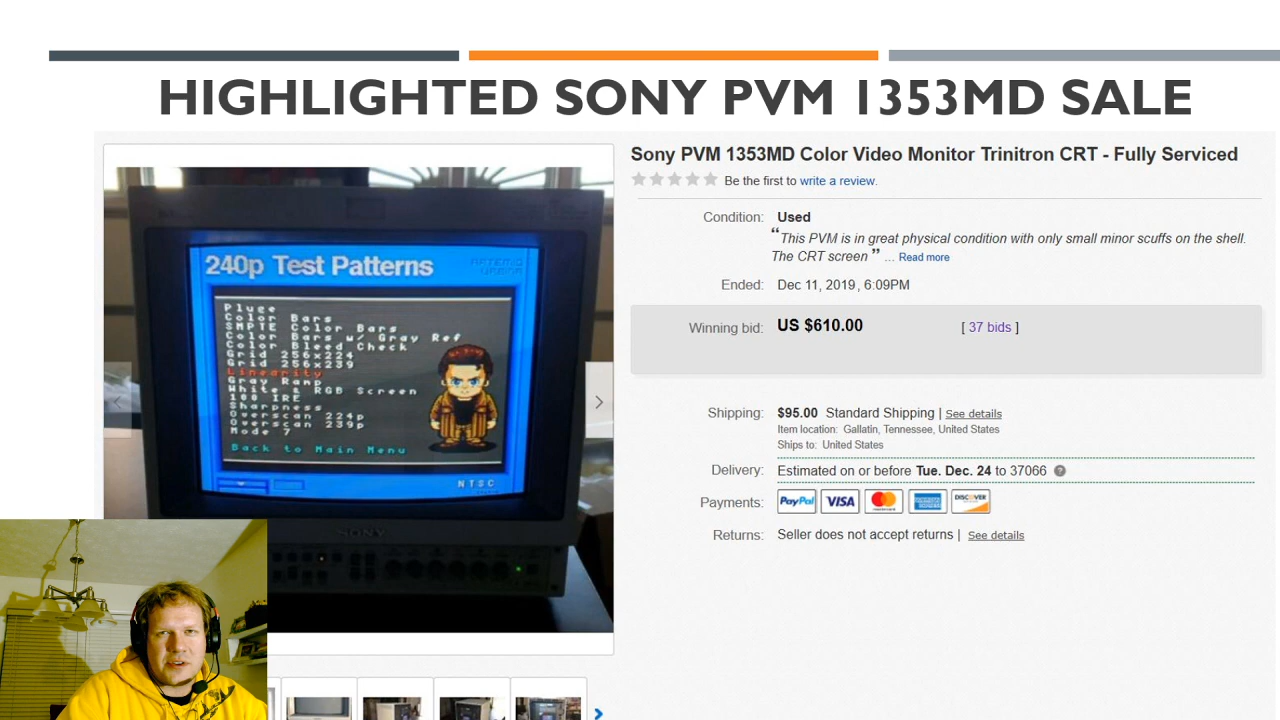 HIGHLIGHTED SONY PVM 1353MD SALE
Sony PVM 1353MD Color Video Monitor Trinitron CRT - Fully Serviced
Be the first to write a review.
Condition: Used
“This PVM is in great physical condition with only small minor scuffs on the shell.
The CRT screen ” ... Read more
Ended: Dec 11, 2019 , 6:09PM
Winning bid: US $610.00 [ 37 bids ]
Shipping: $95.00 Standard Shipping | See details
Item location: Gallatin, Tennessee, United States
Ships to: United States
Delivery: Estimated on or before Tue. Dec. 24 to 37066
Payments: PayPal VISA MasterCard AMERICAN EXPRESS DISCOVER
Returns: Seller does not accept returns | See details
240p Test Patterns
Pluge
Color Bars
SMPTE Color Bars
Color Bars w/ Gray Ref
Color Bleed Check
Grid 256x224
Grid 256x239
Linearity
Gray Ramp
White & RGB Screen
100 IRE
Sharpness
Overscan 224p
Overscan 239p
Mode 7
Back to Main Menu
NTSC
SONY